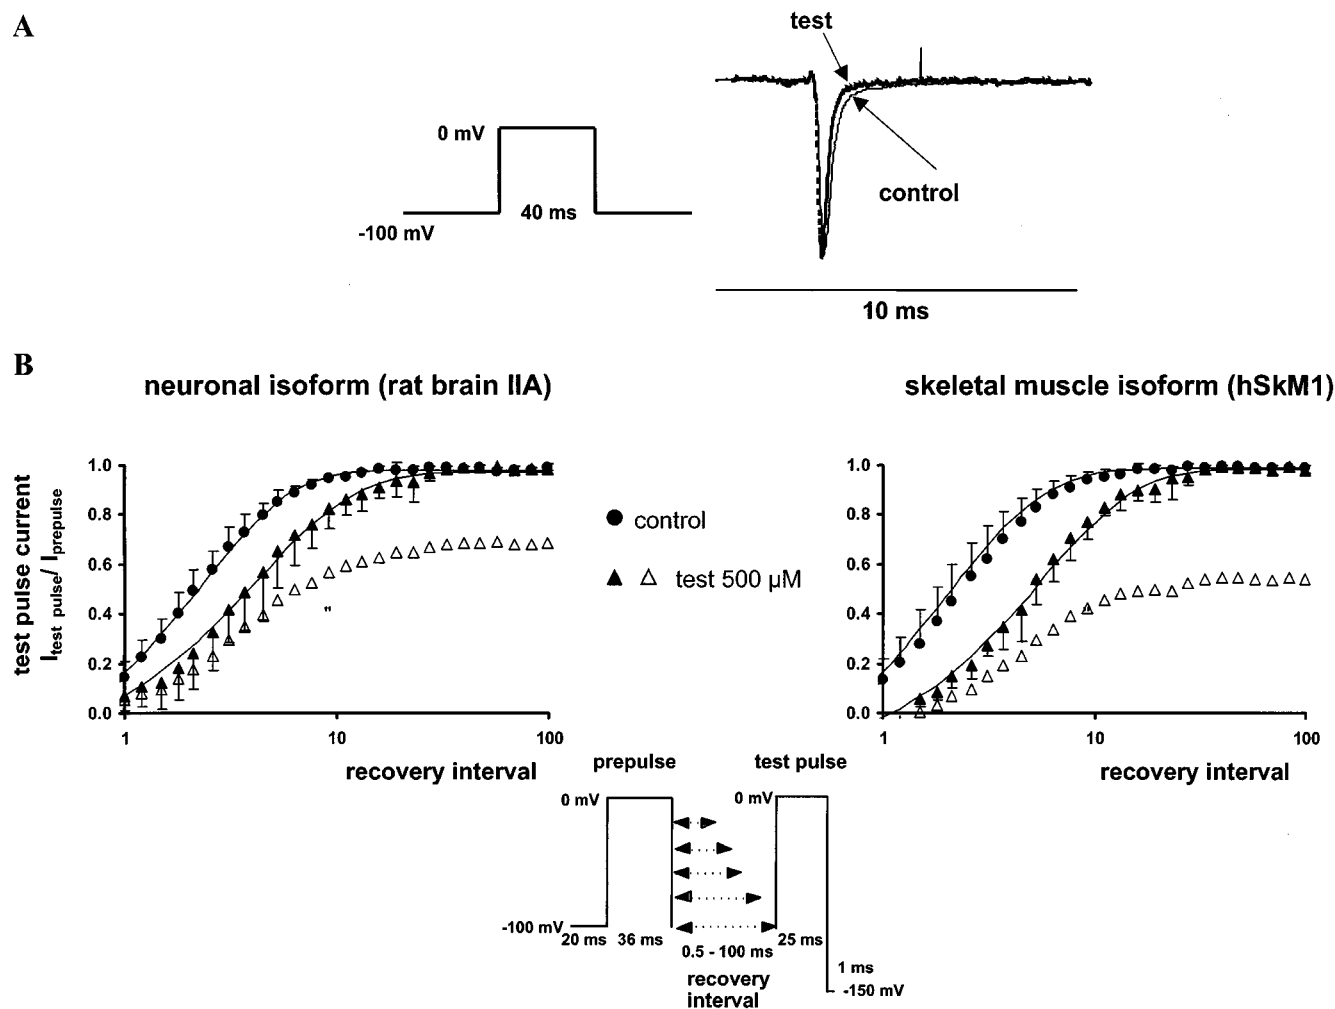 A
test
0 mV
control
40 ms
-100 mV
10 ms
B
neuronal isoform (rat brain IIA)
skeletal muscle isoform (hSkM1)
test pulse current
I test pulse / I prepulse
1.0
0.8
0.6
0.4
0.2
0.0
1
10
100
recovery interval
control
test 500 µM
1.0
0.8
0.6
0.4
0.2
0.0
1
10
100
recovery interval
prepulse
test pulse
0 mV
0 mV
-100 mV
20 ms
36 ms
0.5 - 100 ms
25 ms
recovery
interval
1 ms
-150 mV